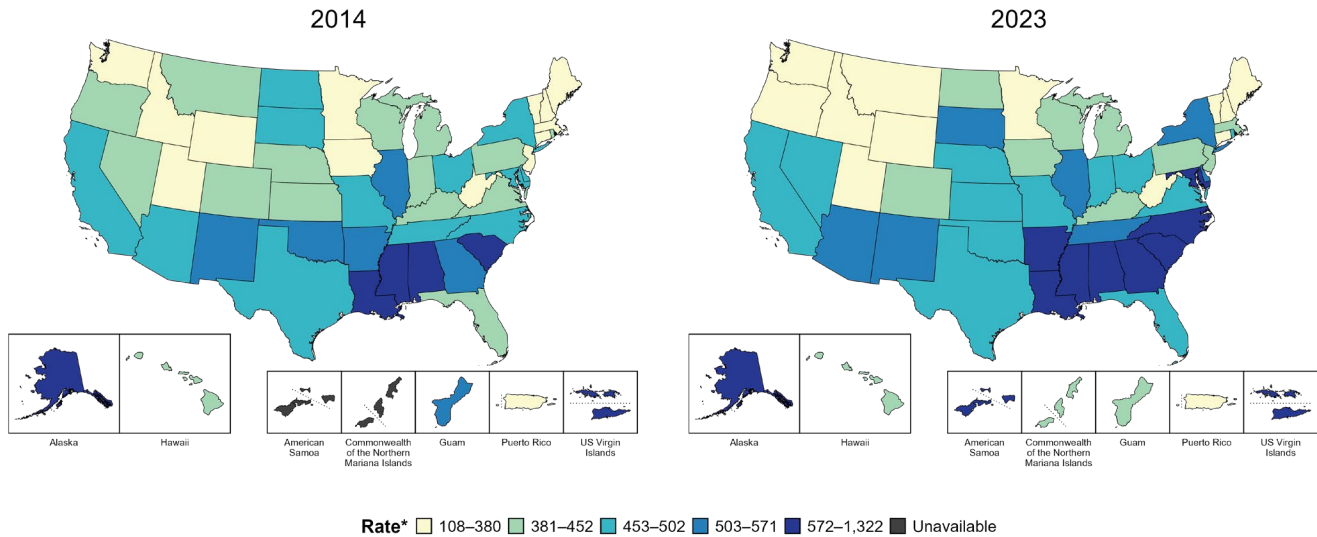 2014
2023
Alaska
Hawaii
American
Samoa
Commonwealth
of the Northern
Mariana Islands
Guam
Puerto Rico
US Virgin
Islands
Alaska
Hawaii
American
Samoa
Commonwealth
of the Northern
Mariana Islands
Guam
Puerto Rico
US Virgin
Islands
Rate* 108–380 381–452 453–502 503–571 572–1,322 Unavailable